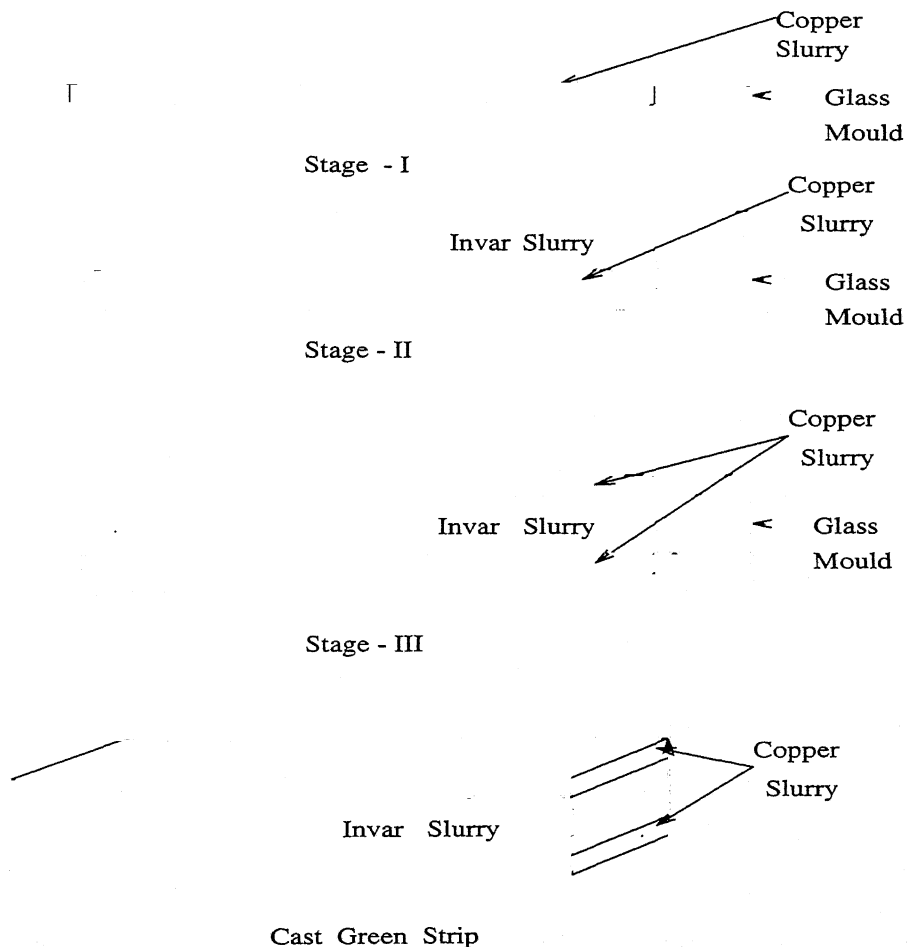 Copper
Slurry
Glass
Mould
Stage - I
Copper
Slurry
Invar Slurry
Glass
Mould
Stage - II
Copper
Slurry
Invar Slurry
Glass
Mould
Stage - III
Copper
Slurry
Invar Slurry
Cast Green Strip